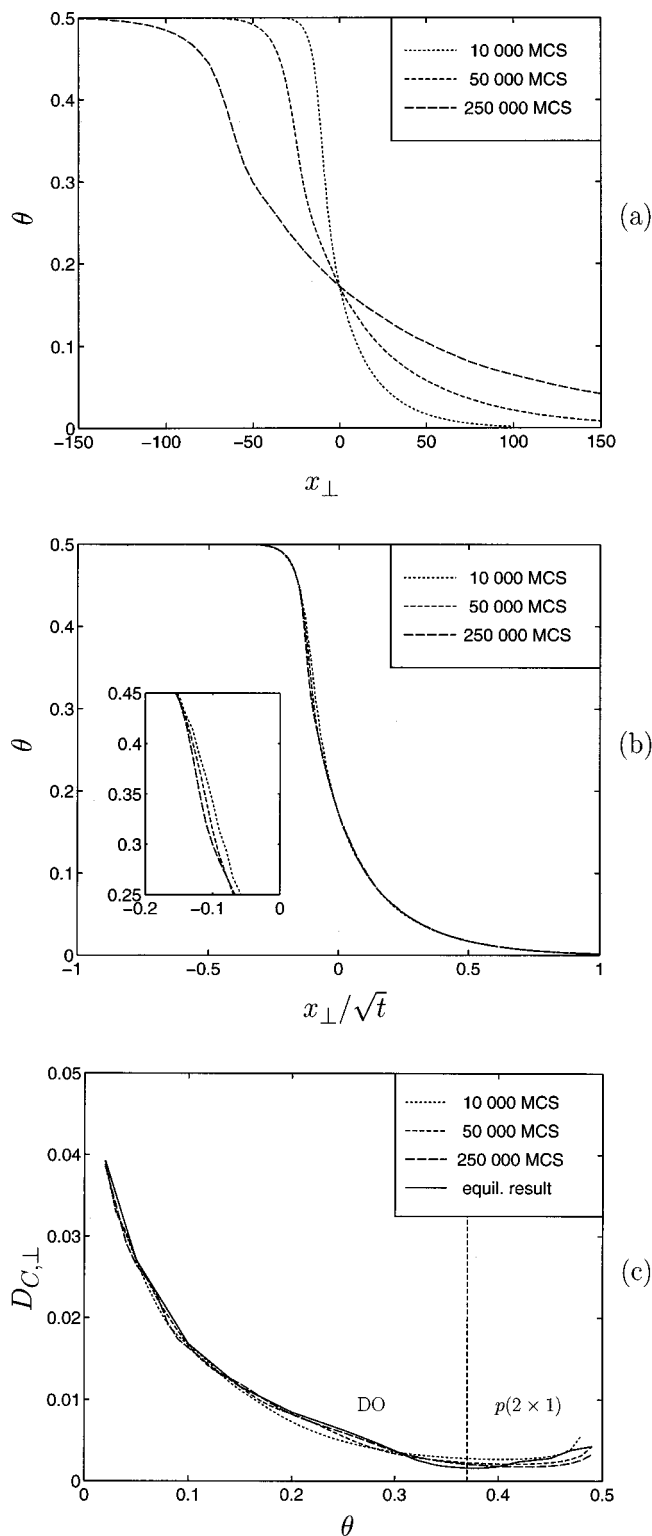 0.5
0.4
0.3
0.2
0.1
0
θ
10 000 MCS
50 000 MCS
250 000 MCS
(a)
−150 −100 −50 0 50 100 150
x⊥
0.5
0.4
0.3
0.2
0.1
0
θ
10 000 MCS
50 000 MCS
250 000 MCS
(b)
0.45
0.4
0.35
0.3
0.25
−0.2 −0.1 0
−1 −0.5 0 0.5 1
x⊥/√t
0.05
0.04
0.03
0.02
0.01
0
D_{C,⊥}
10 000 MCS
50 000 MCS
250 000 MCS
equil. result
(c)
DO
p(2 × 1)
0 0.1 0.2 0.3 0.4 0.5
θ